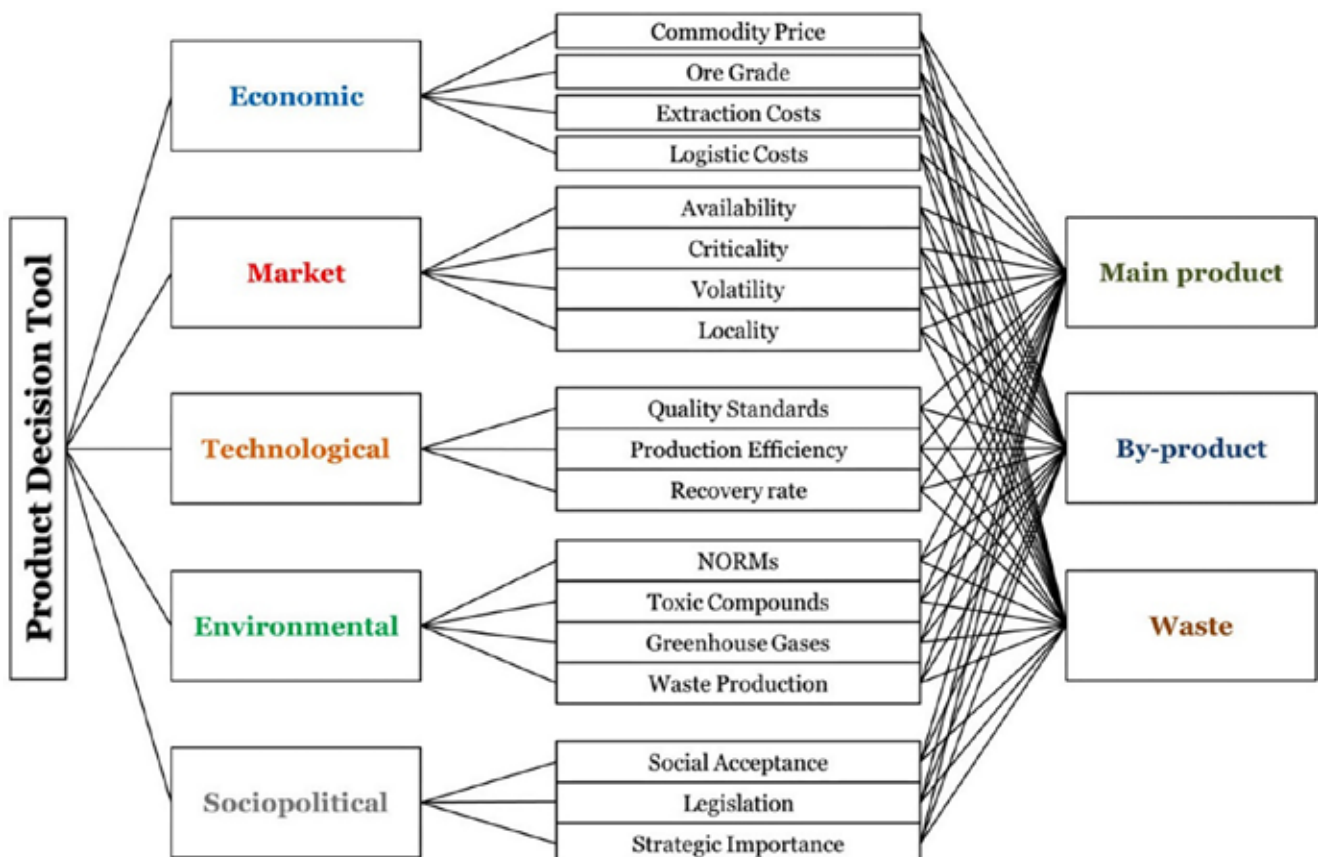 Product Decision Tool
Economic
Commodity Price
Ore Grade
Extraction Costs
Logistic Costs
Market
Availability
Criticality
Volatility
Locality
Technological
Quality Standards
Production Efficiency
Recovery rate
Environmental
NORMs
Toxic Compounds
Greenhouse Gases
Waste Production
Sociopolitical
Social Acceptance
Legislation
Strategic Importance
Main product
By-product
Waste